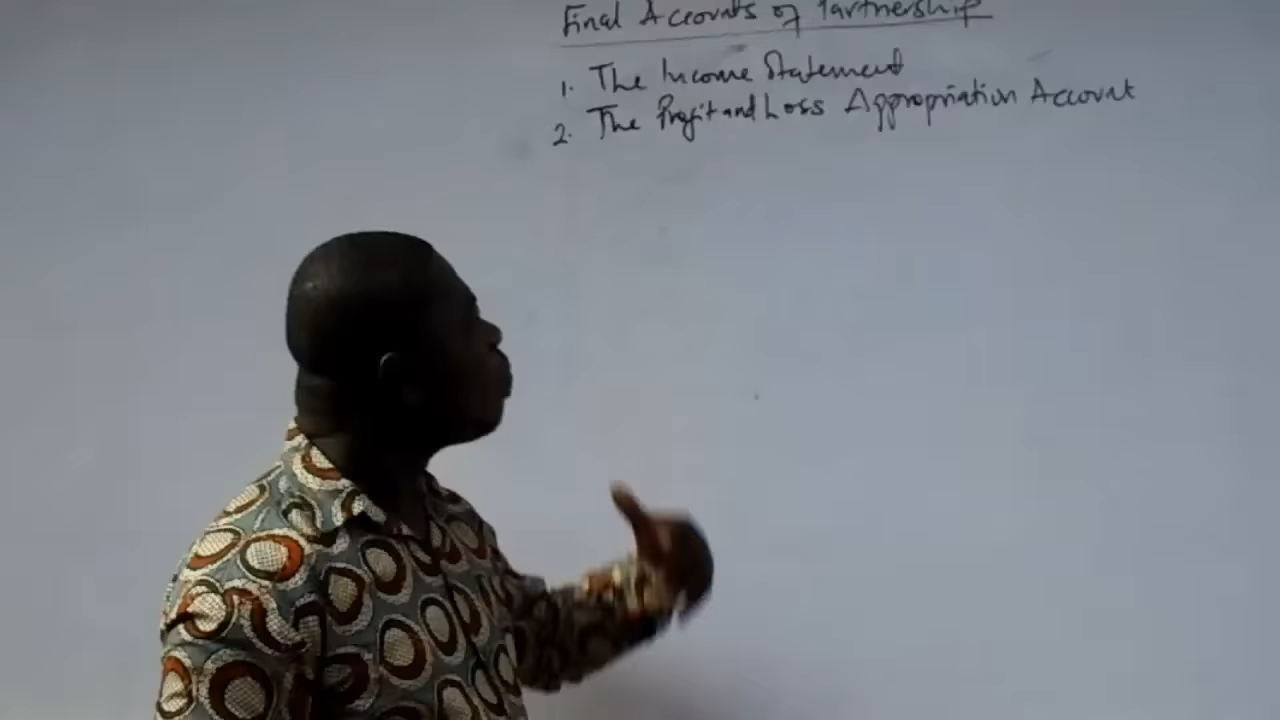 Final Accounts of Partnership
1. The Income Statement
2. The Profit and Loss Appropriation Account